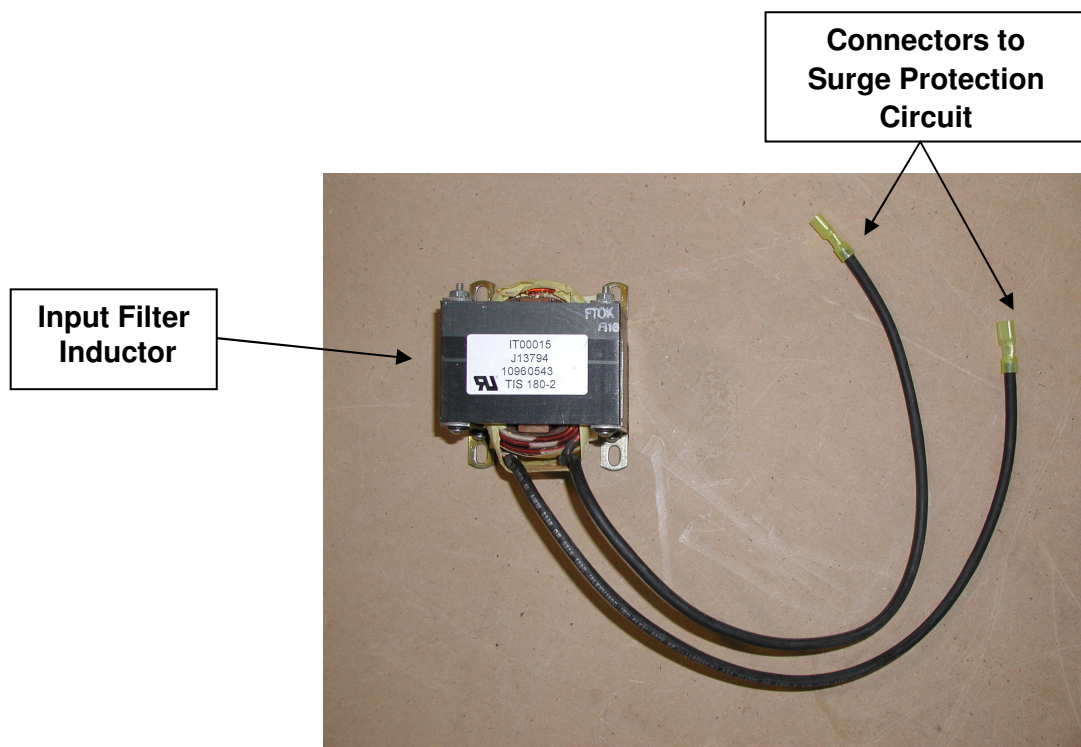 Connectors to
Surge Protection
Circuit
Input Filter
Inductor
FTOK
IT00015
J13794
10960543
TIS 180-2